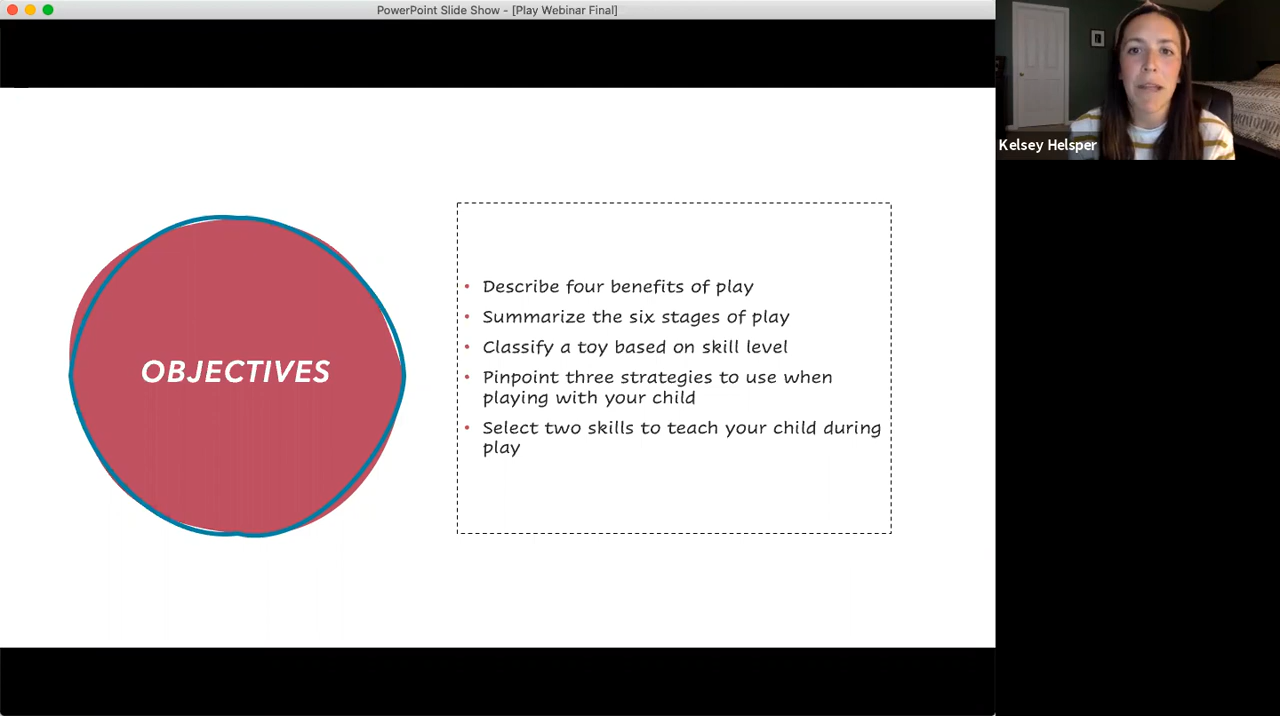 PowerPoint Slide Show - [Play Webinar Final]
Kelsey Helsper
OBJECTIVES
• Describe four benefits of play
• Summarize the six stages of play
• Classify a toy based on skill level
• Pinpoint three strategies to use when
playing with your child
• Select two skills to teach your child during
play